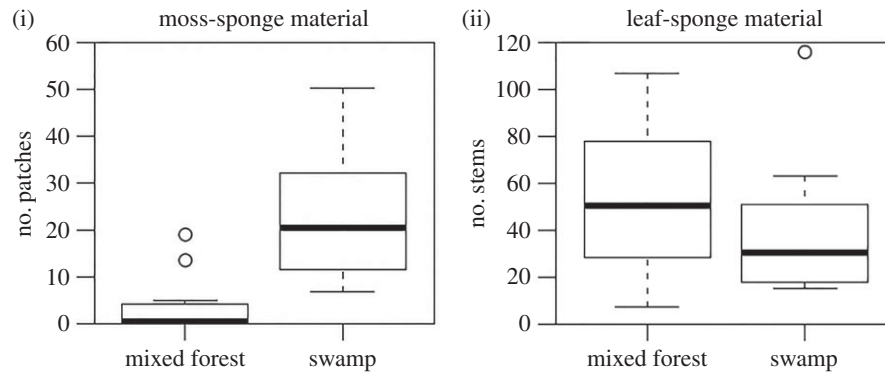 (i) moss-sponge material
60
50
40
30
20
10
0
no. patches
mixed forest swamp
(ii) leaf-sponge material
120
100
80
60
40
20
0
no. stems
mixed forest swamp